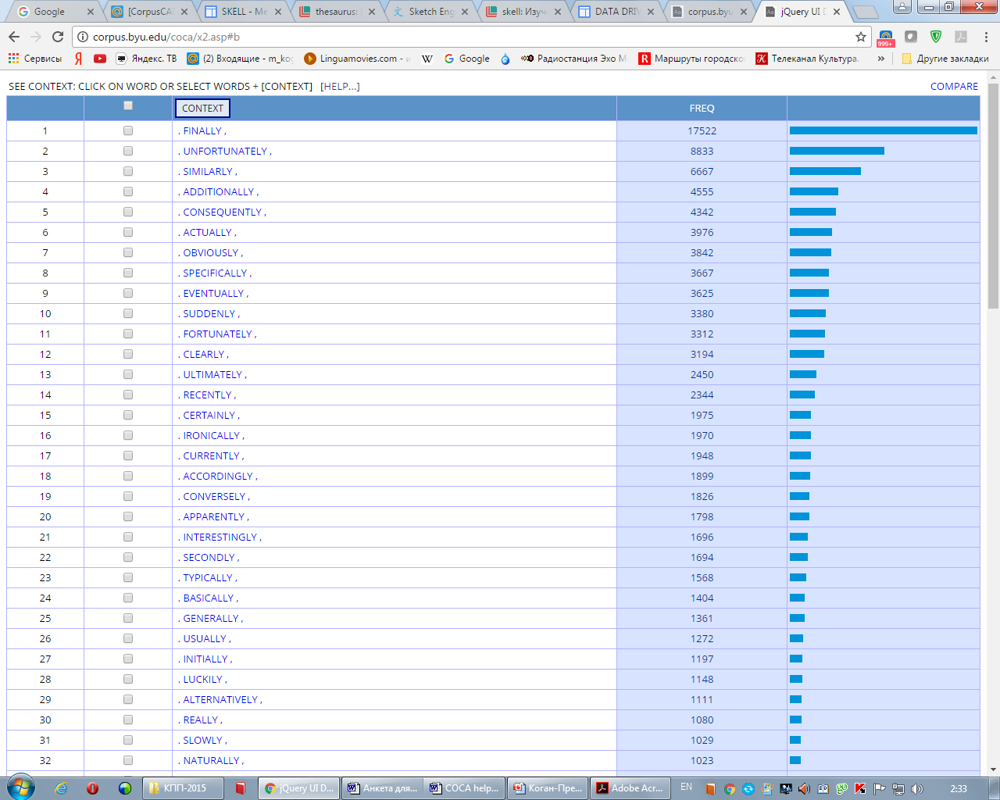 Google
[CorpusCA
SKELL - Me
thesaurus:
Sketch Eng
skell: Изуч
DATA DRIV
corpus.byu
jQuery UI D
corpus.byu.edu/coca/x2.asp#b
999+
Сервисы Яндекс. ТВ (2) Входящие - m_kog Linguamovies.com - и W Google Радиостанция Эхо М R Маршруты городско K Телеканал Культура. » Другие закладки
SEE CONTEXT: CLICK ON WORD OR SELECT WORDS + [CONTEXT] [HELP...] COMPARE
CONTEXT FREQ
1 . FINALLY , 17522
2 . UNFORTUNATELY , 8833
3 . SIMILARLY , 6667
4 . ADDITIONALLY , 4555
5 . CONSEQUENTLY , 4342
6 . ACTUALLY , 3976
7 . OBVIOUSLY , 3842
8 . SPECIFICALLY , 3667
9 . EVENTUALLY , 3625
10 . SUDDENLY , 3380
11 . FORTUNATELY , 3312
12 . CLEARLY , 3194
13 . ULTIMATELY , 2450
14 . RECENTLY , 2344
15 . CERTAINLY , 1975
16 . IRONICALLY , 1970
17 . CURRENTLY , 1948
18 . ACCORDINGLY , 1899
19 . CONVERSELY , 1826
20 . APPARENTLY , 1798
21 . INTERESTINGLY , 1696
22 . SECONDLY , 1694
23 . TYPICALLY , 1568
24 . BASICALLY , 1404
25 . GENERALLY , 1361
26 . USUALLY , 1272
27 . INITIALLY , 1197
28 . LUCKILY , 1148
29 . ALTERNATIVELY , 1111
30 . REALLY , 1080
31 . SLOWLY , 1029
32 . NATURALLY , 1023
КПП-2015 jQuery UI D... Анкета для... COCA help... Коган-Пре... Adobe Acr... EN 2:33